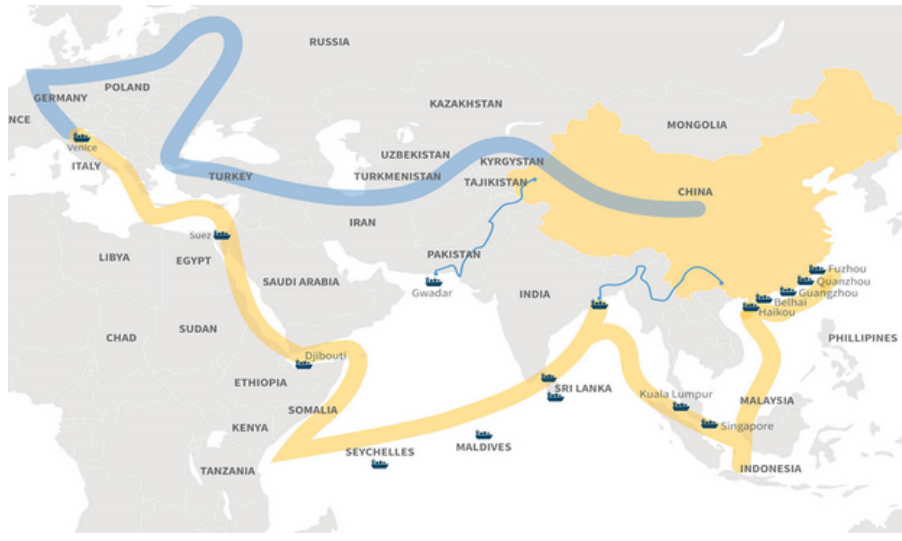 RUSSIA
POLAND
GERMANY
NCE
KAZAKHSTAN
MONGOLIA
Venice
ITALY
UZBEKISTAN
KYRGYSTAN
TURKEY
TURKMENISTAN
TAJIKISTAN
CHINA
IRAN
Suez
LIBYA
EGYPT
PAKISTAN
SAUDI ARABIA
Gwadar
INDIA
Fuzhou
Quanzhou
Guangzhou
Belhai
Haikou
CHAD
SUDAN
PHILLIPINES
Djibouti
ETHIOPIA
SRI LANKA
Kuala Lumpur
MALAYSIA
SOMALIA
KENYA
Singapore
SEYCHELLES
MALDIVES
TANZANIA
INDONESIA